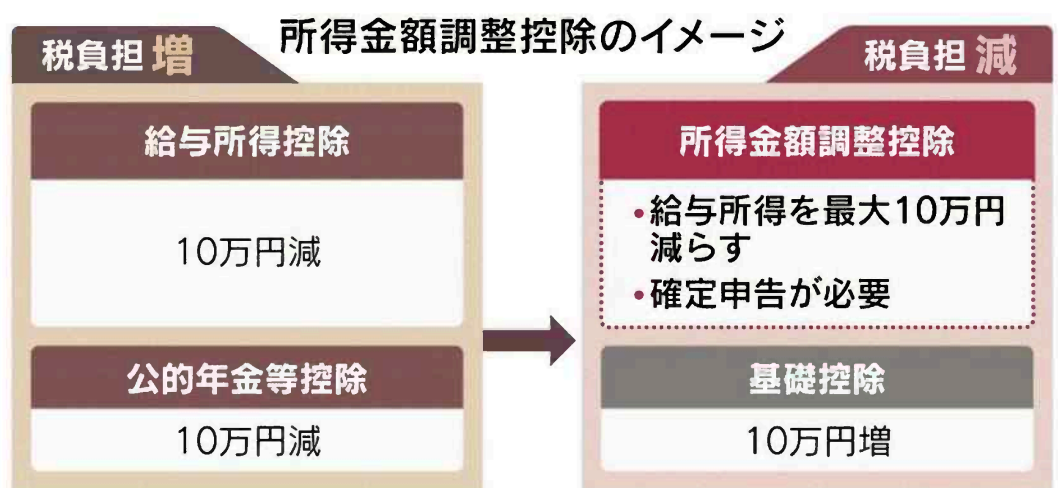 所得金額調整控除のイメージ
税負担増
給与所得控除
10万円減
公的年金等控除
10万円減
税負担減
所得金額調整控除
•給与所得を最大10万円
減らす
•確定申告が必要
基礎控除
10万円増